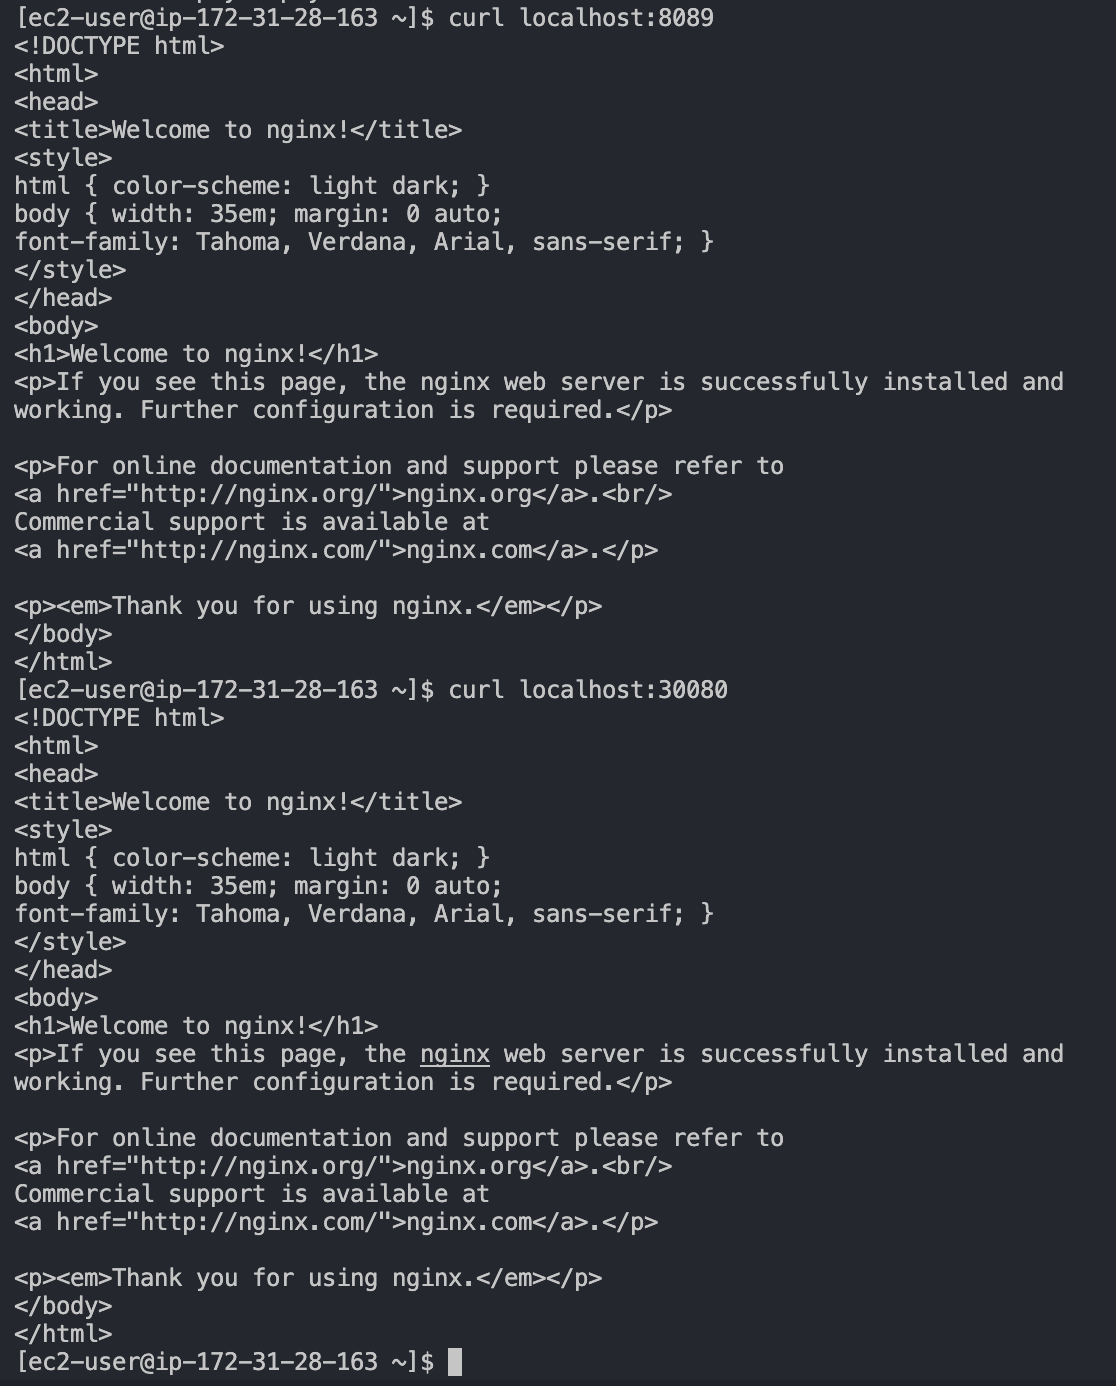 [ec2-user@ip-172-31-28-163 ~]$ curl localhost:8089
<!DOCTYPE html>
<html>
<head>
<title>Welcome to nginx!</title>
<style>
html { color-scheme: light dark; }
body { width: 35em; margin: 0 auto;
font-family: Tahoma, Verdana, Arial, sans-serif; }
</style>
</head>
<body>
<h1>Welcome to nginx!</h1>
<p>If you see this page, the nginx web server is successfully installed and
working. Further configuration is required.</p>

<p>For online documentation and support please refer to
<a href="http://nginx.org/">nginx.org</a>.<br/>
Commercial support is available at
<a href="http://nginx.com/">nginx.com</a>.</p>

<p><em>Thank you for using nginx.</em></p>
</body>
</html>
[ec2-user@ip-172-31-28-163 ~]$ curl localhost:30080
<!DOCTYPE html>
<html>
<head>
<title>Welcome to nginx!</title>
<style>
html { color-scheme: light dark; }
body { width: 35em; margin: 0 auto;
font-family: Tahoma, Verdana, Arial, sans-serif; }
</style>
</head>
<body>
<h1>Welcome to nginx!</h1>
<p>If you see this page, the nginx web server is successfully installed and
working. Further configuration is required.</p>

<p>For online documentation and support please refer to
<a href="http://nginx.org/">nginx.org</a>.<br/>
Commercial support is available at
<a href="http://nginx.com/">nginx.com</a>.</p>

<p><em>Thank you for using nginx.</em></p>
</body>
</html>
[ec2-user@ip-172-31-28-163 ~]$